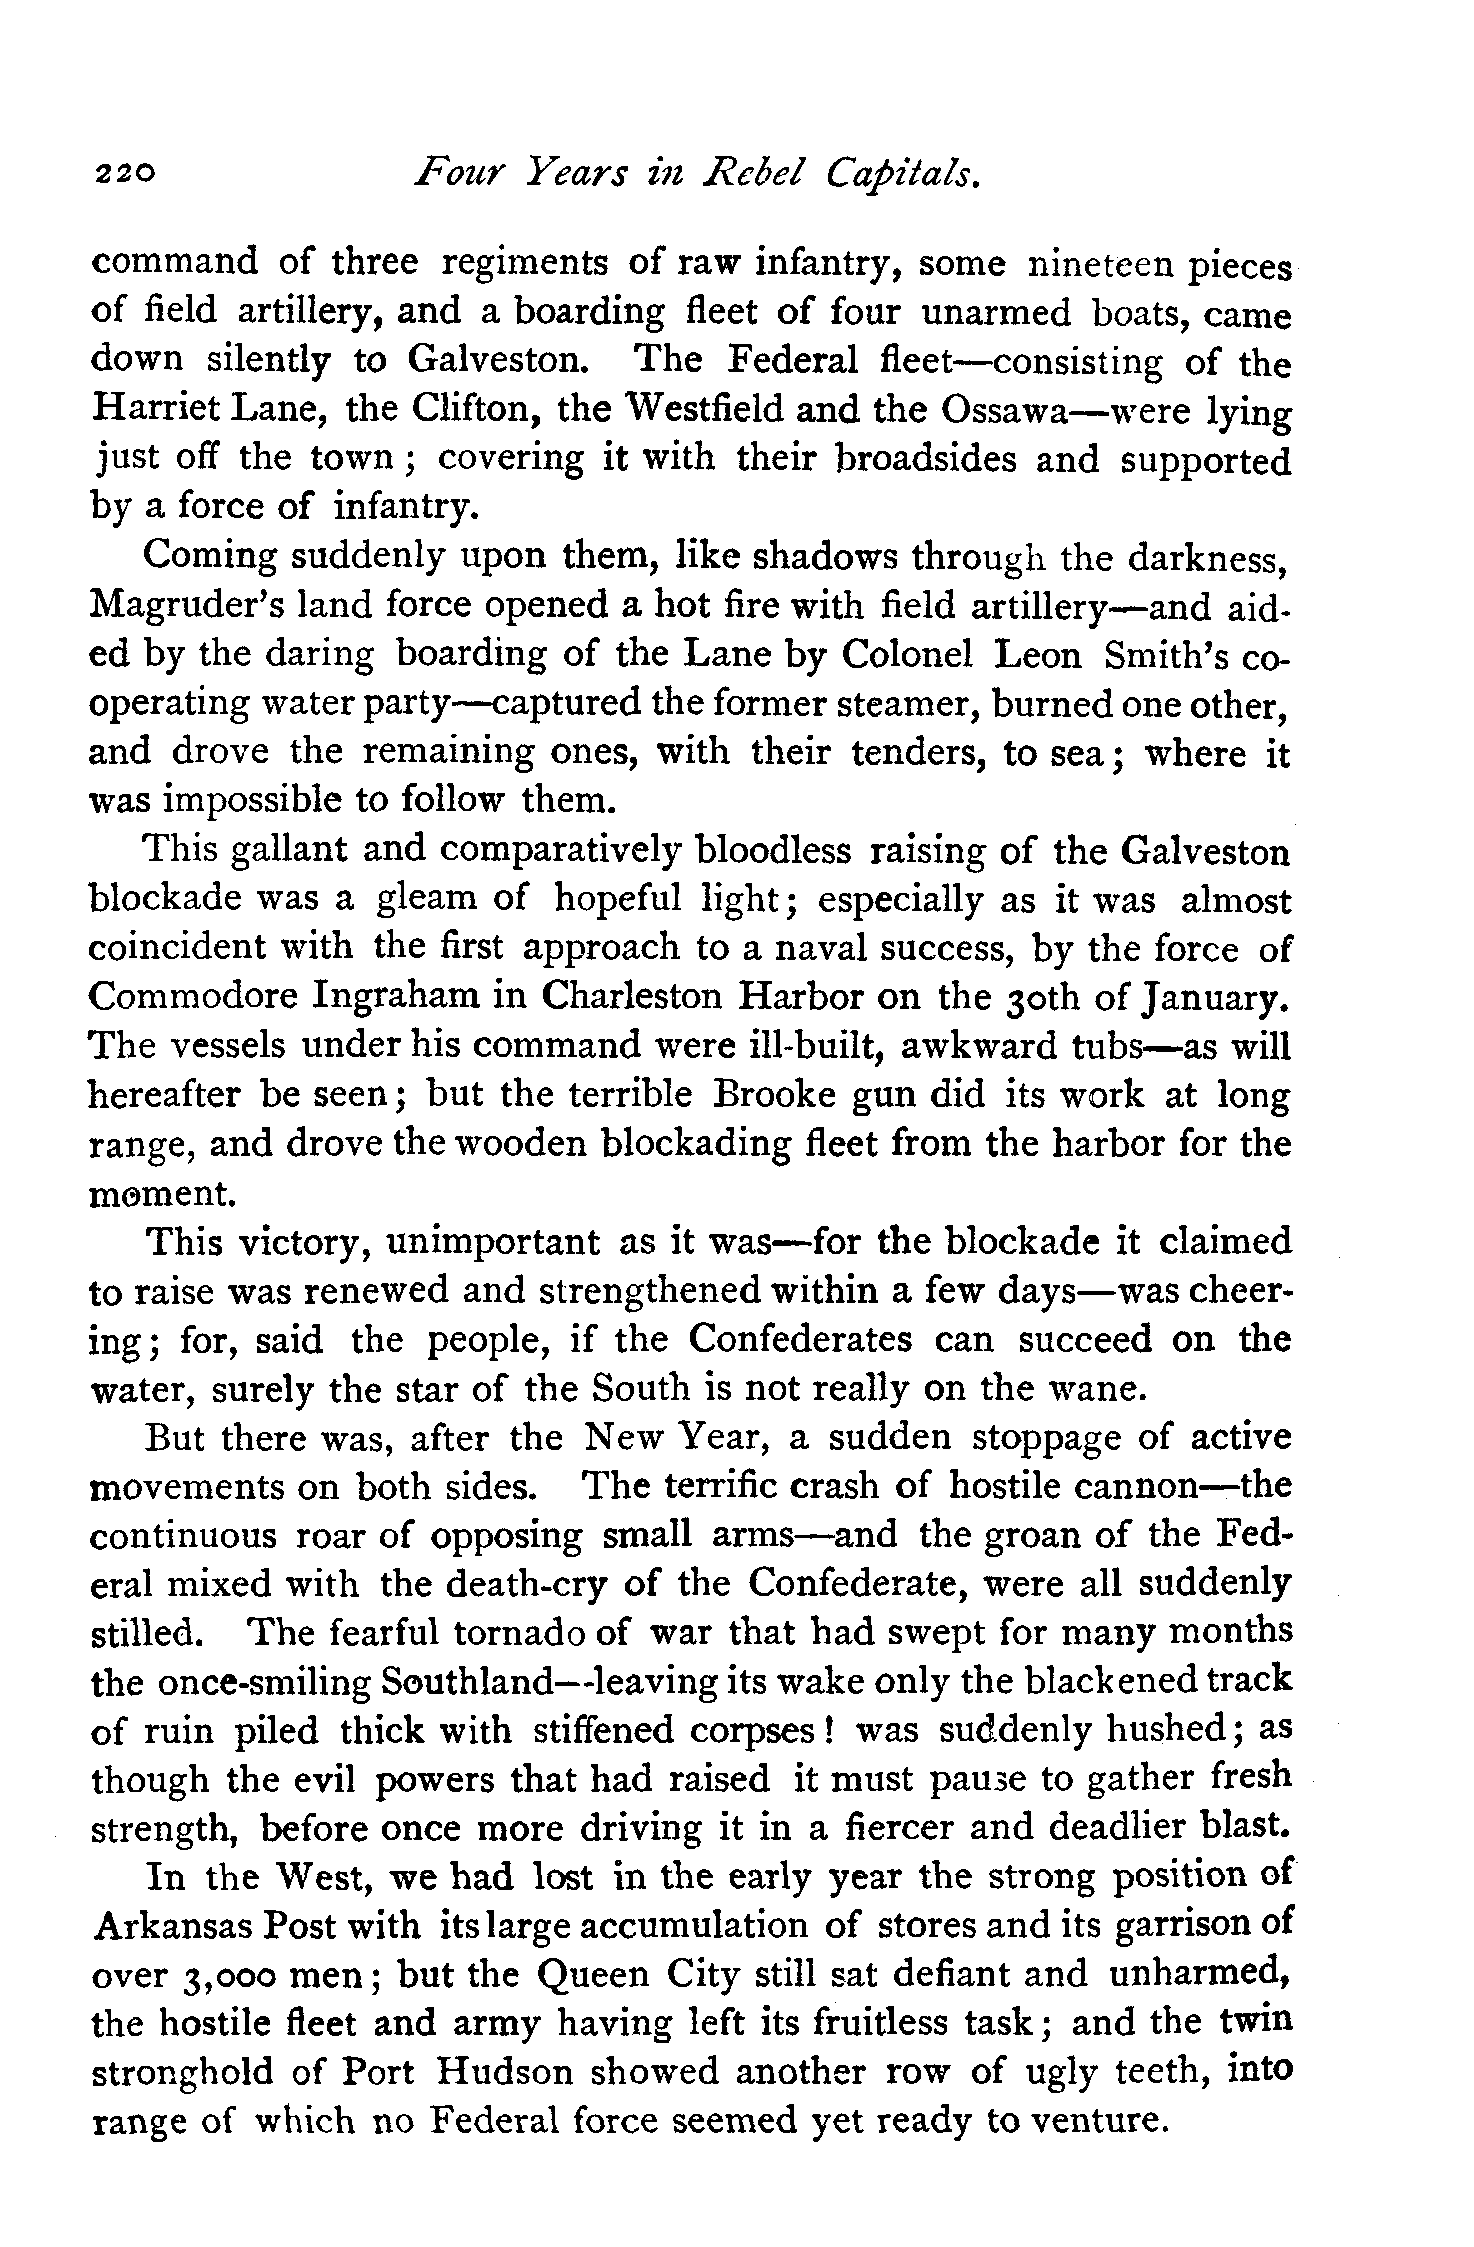 220 Four Years in Rebel Capitals.
command of three regiments of raw infantry, some nineteen pieces
of field artillery, and a boarding fleet of four unarmed boats, came
down silently to Galveston. The Federal fleet—consisting of the
Harriet Lane, the Clifton, the Westfield and the Ossawa—were lying
just off the town; covering it with their broadsides and supported
by a force of infantry.
Coming suddenly upon them, like shadows through the darkness,
Magruder's land force opened a hot fire with field artillery—and aid-
ed by the daring boarding of the Lane by Colonel Leon Smith's co-
operating water party—captured the former steamer, burned one other,
and drove the remaining ones, with their tenders, to sea; where it
was impossible to follow them.
This gallant and comparatively bloodless raising of the Galveston
blockade was a gleam of hopeful light; especially as it was almost
coincident with the first approach to a naval success, by the force of
Commodore Ingraham in Charleston Harbor on the 30th of January.
The vessels under his command were ill-built, awkward tubs—as will
hereafter be seen; but the terrible Brooke gun did its work at long
range, and drove the wooden blockading fleet from the harbor for the
moment.
This victory, unimportant as it was—for the blockade it claimed
to raise was renewed and strengthened within a few days—was cheer-
ing; for, said the people, if the Confederates can succeed on the
water, surely the star of the South is not really on the wane.
But there was, after the New Year, a sudden stoppage of active
movements on both sides. The terrific crash of hostile cannon—the
continuous roar of opposing small arms—and the groan of the Fed-
eral mixed with the death-cry of the Confederate, were all suddenly
stilled. The fearful tornado of war that had swept for many months
the once-smiling Southland—leaving its wake only the blackened track
of ruin piled thick with stiffened corpses! was suddenly hushed; as
though the evil powers that had raised it must pause to gather fresh
strength, before once more driving it in a fiercer and deadlier blast.
In the West, we had lost in the early year the strong position of
Arkansas Post with its large accumulation of stores and its garrison of
over 3,000 men; but the Queen City still sat defiant and unharmed,
the hostile fleet and army having left its fruitless task; and the twin
stronghold of Port Hudson showed another row of ugly teeth, into
range of which no Federal force seemed yet ready to venture.